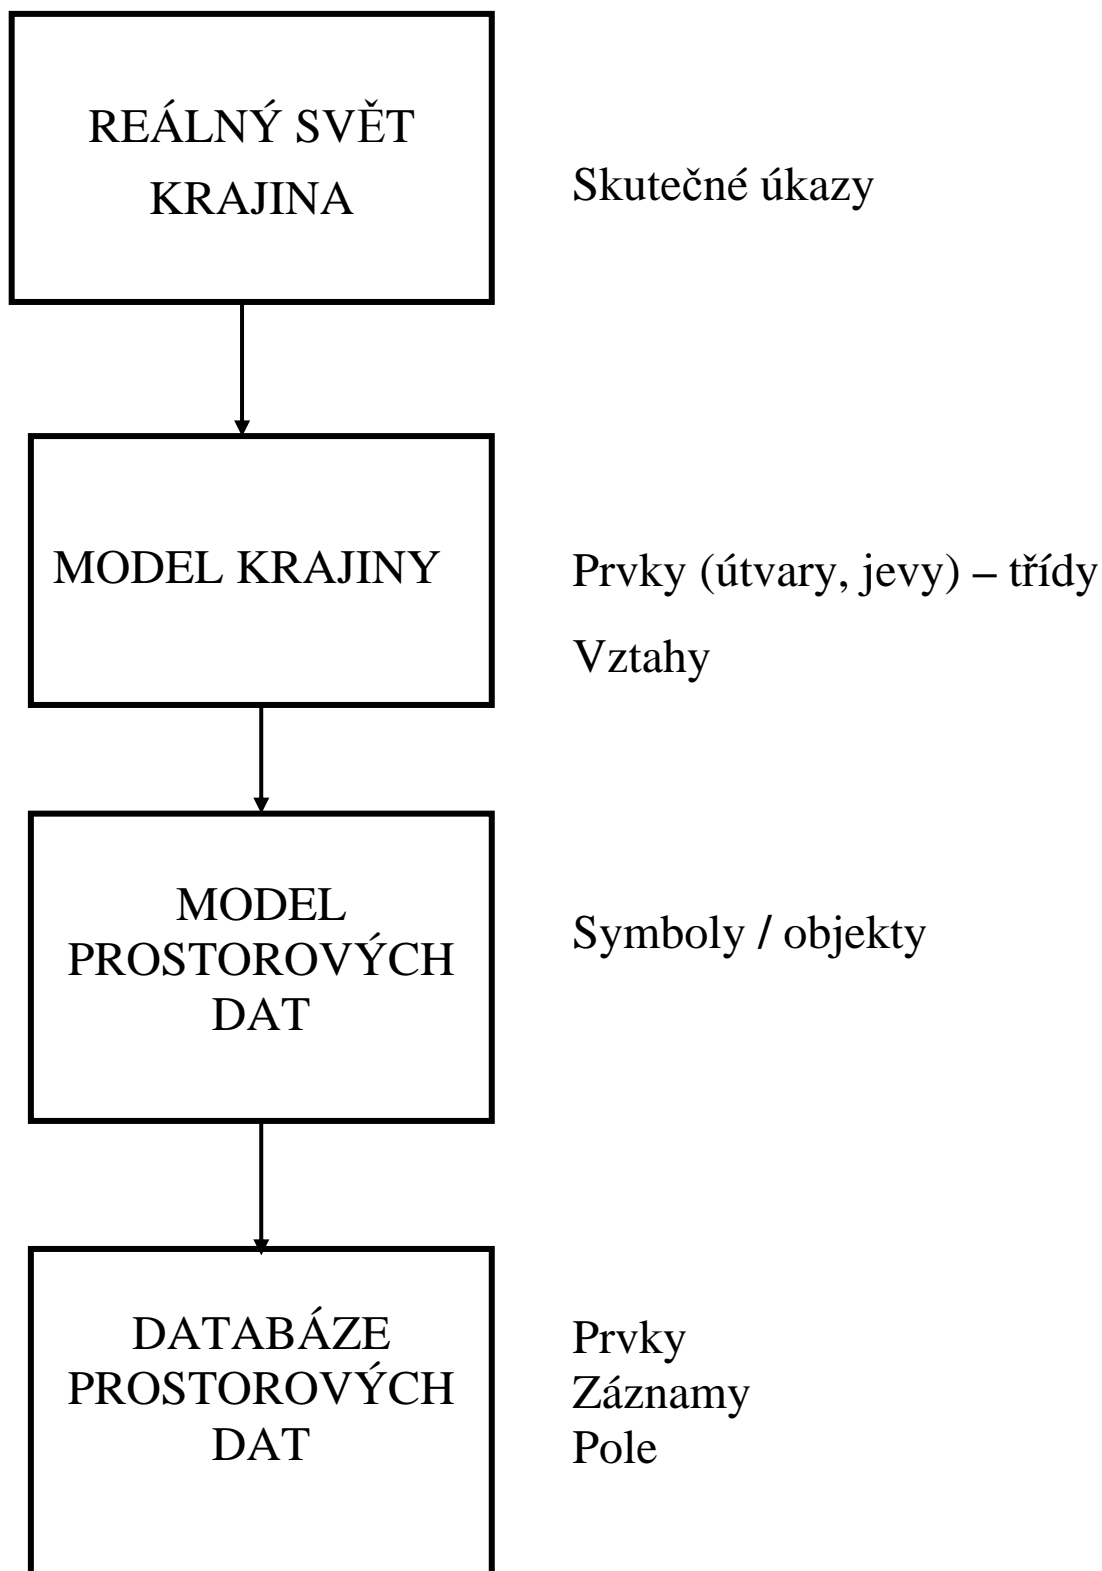 REÁLNÝ SVĚT
KRAJINA
Skutečné úkazy
MODEL KRAJINY
Prvky (útvary, jevy) – třídy
Vztahy
MODEL
PROSTOROVÝCH
DAT
Symboly / objekty
DATABÁZE
PROSTOROVÝCH
DAT
Prvky
Záznamy
Pole